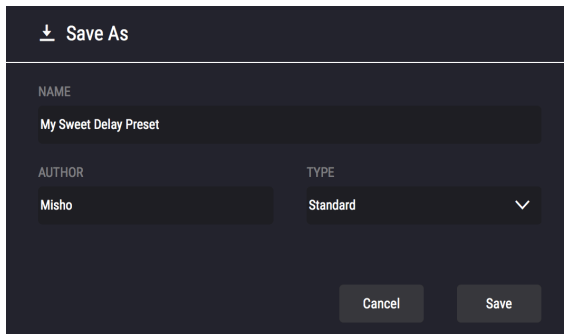 Save As
NAME
My Sweet Delay Preset
AUTHOR
TYPE
Misho
Standard
Cancel
Save